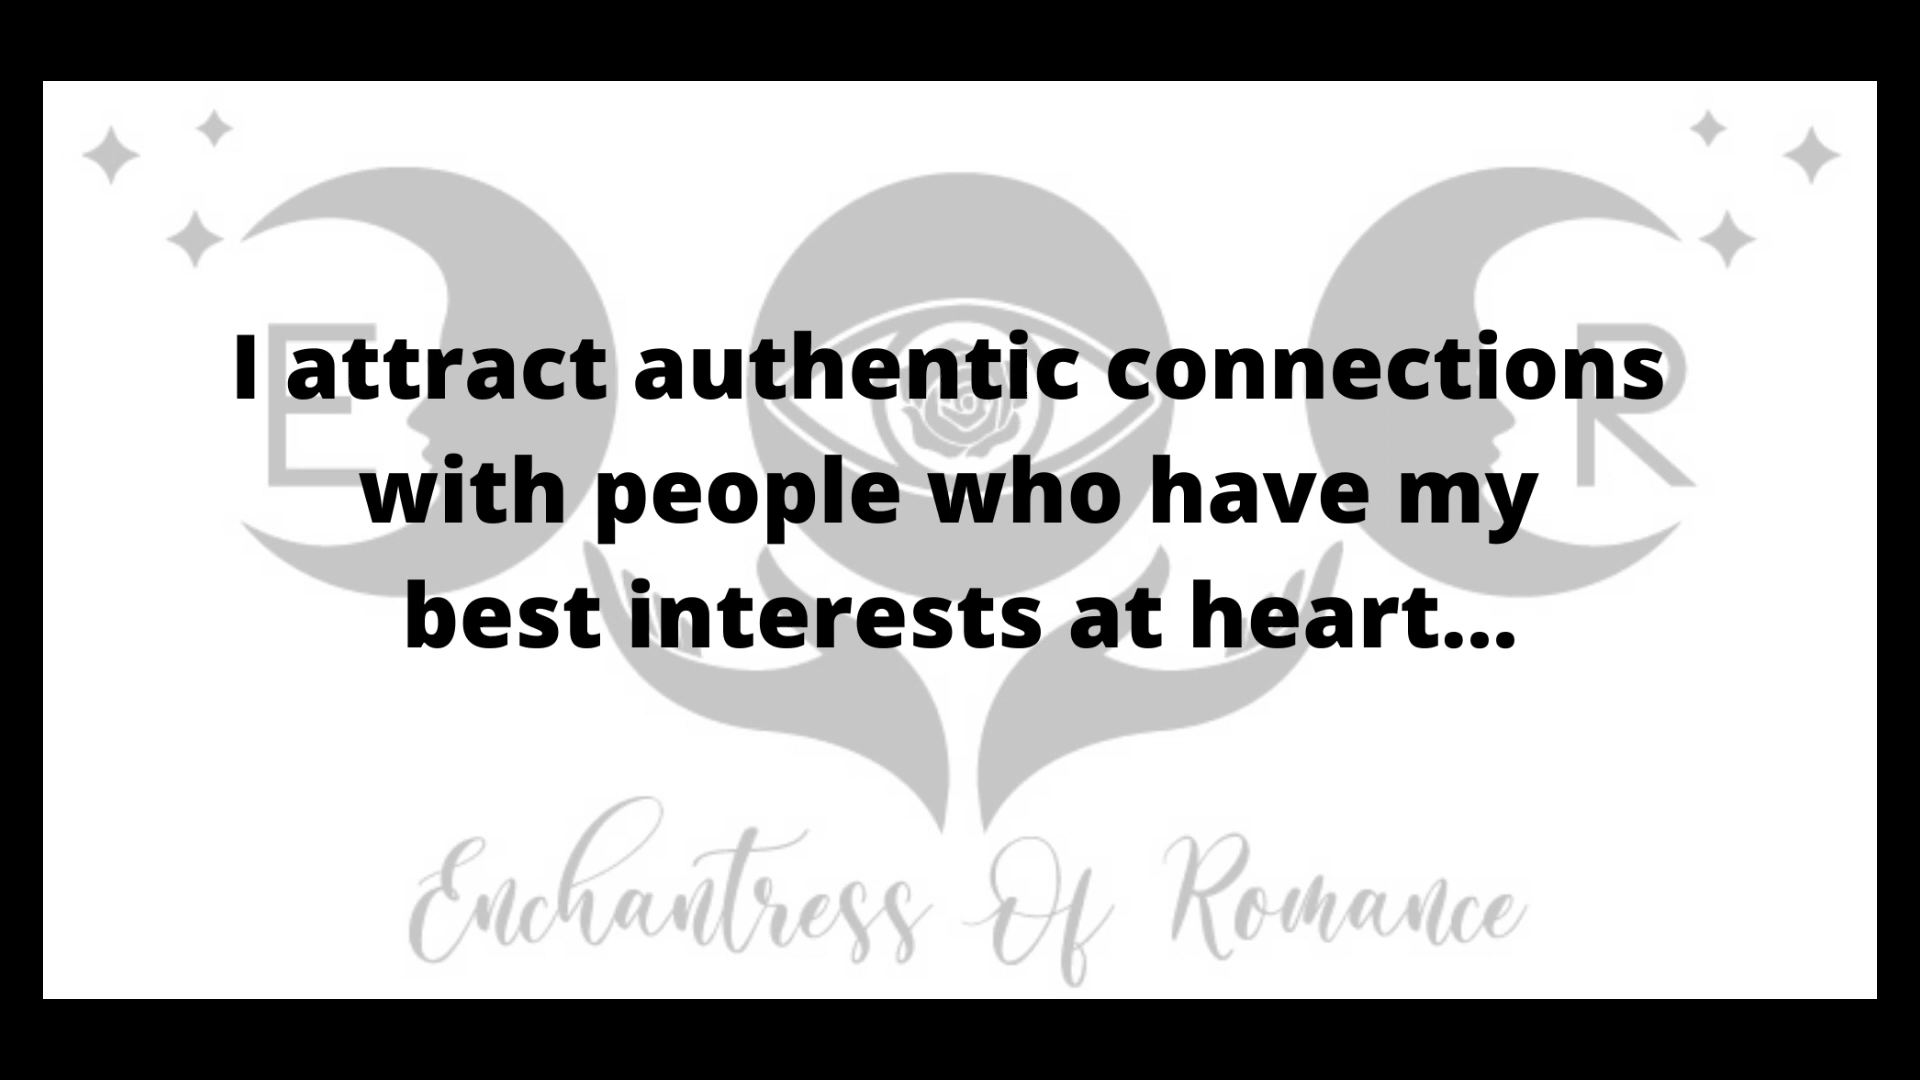 I attract authentic connections
with people who have my
best interests at heart...
E
R
Enchantress Of Romance